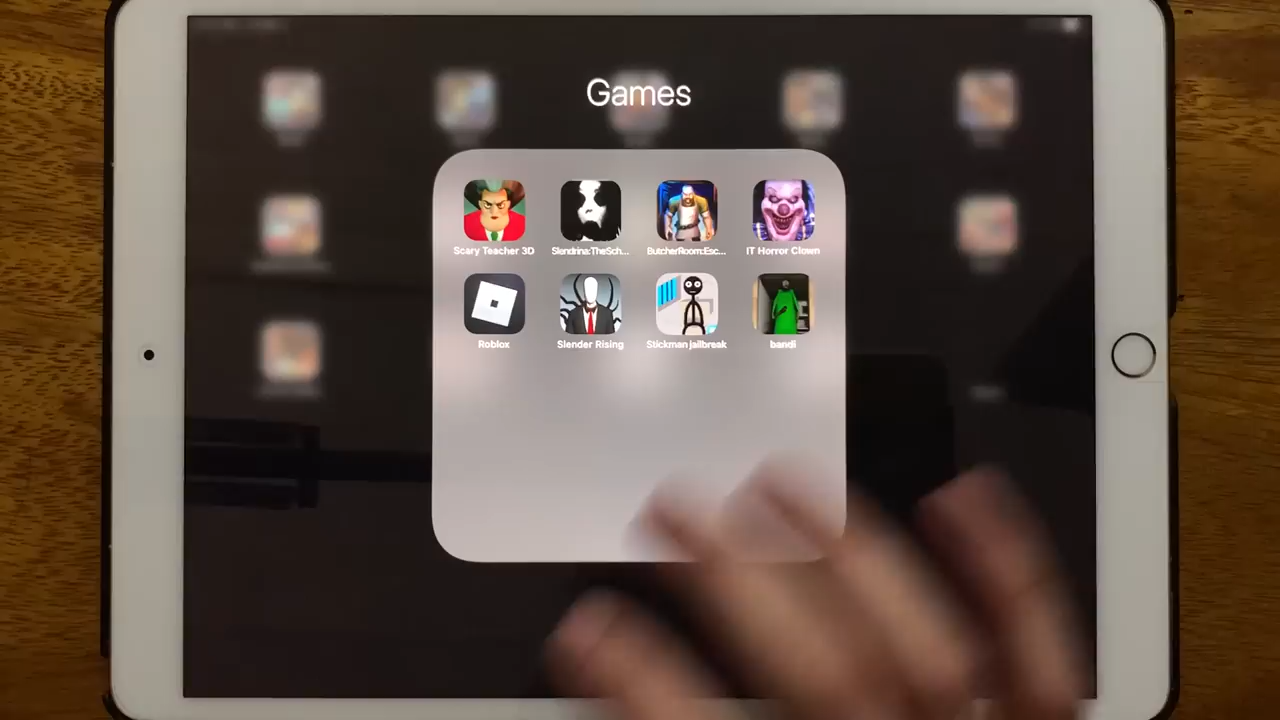 Games
Scary Teacher 3D
Slendrina:TheSch...
ButcherRoom:Esc...
IT Horror Clown
Roblox
Slender Rising
Stickman jailbreak
bandi